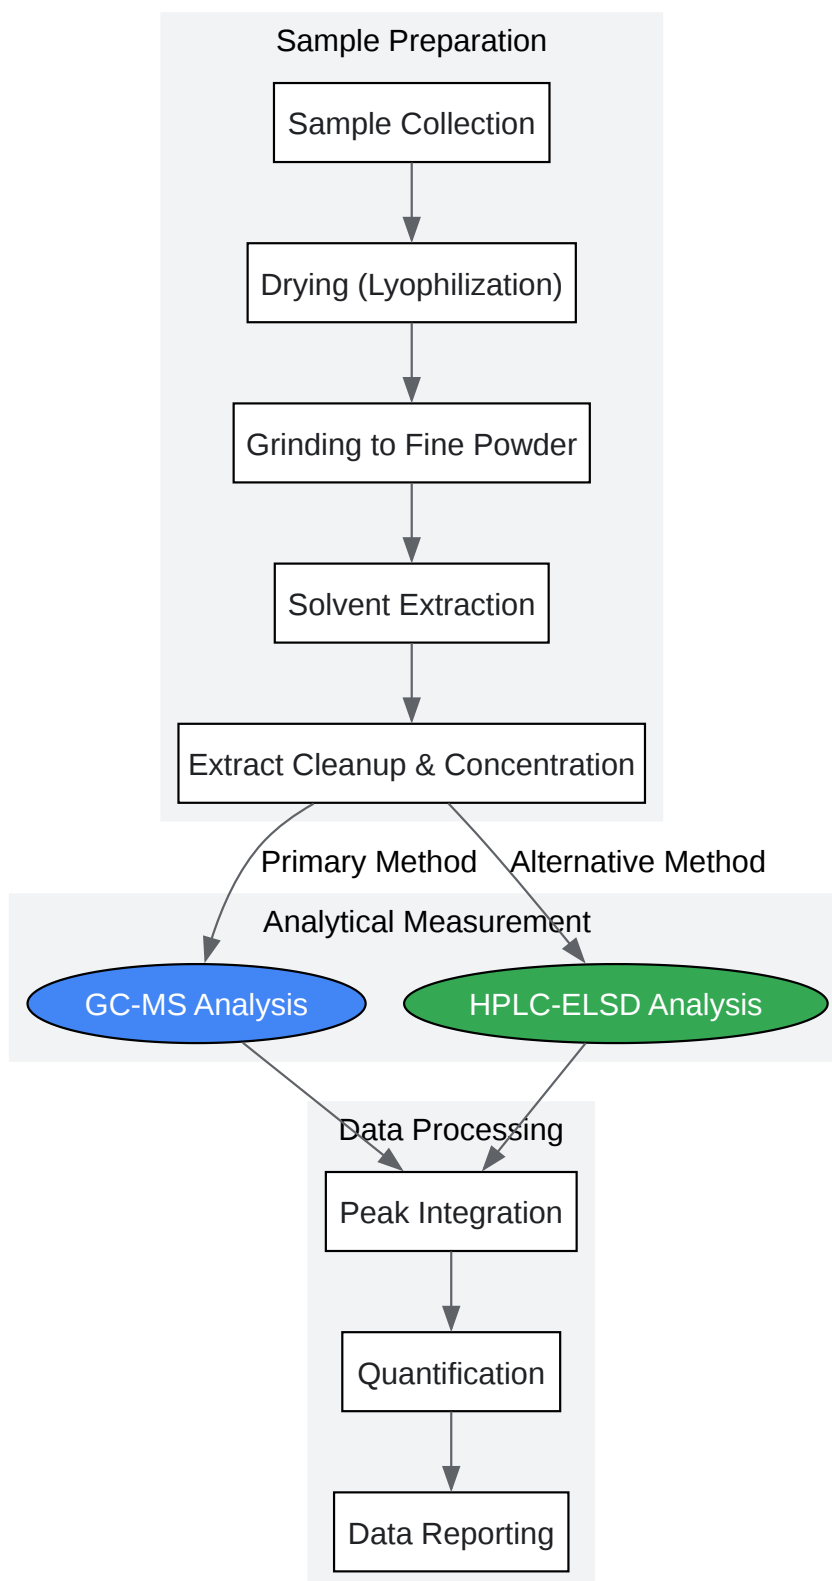 Sample Preparation
Sample Collection
Drying (Lyophilization)
Grinding to Fine Powder
Solvent Extraction
Extract Cleanup & Concentration
Primary Method
Alternative Method
Analytical Measurement
GC-MS Analysis
HPLC-ELSD Analysis
Data Processing
Peak Integration
Quantification
Data Reporting